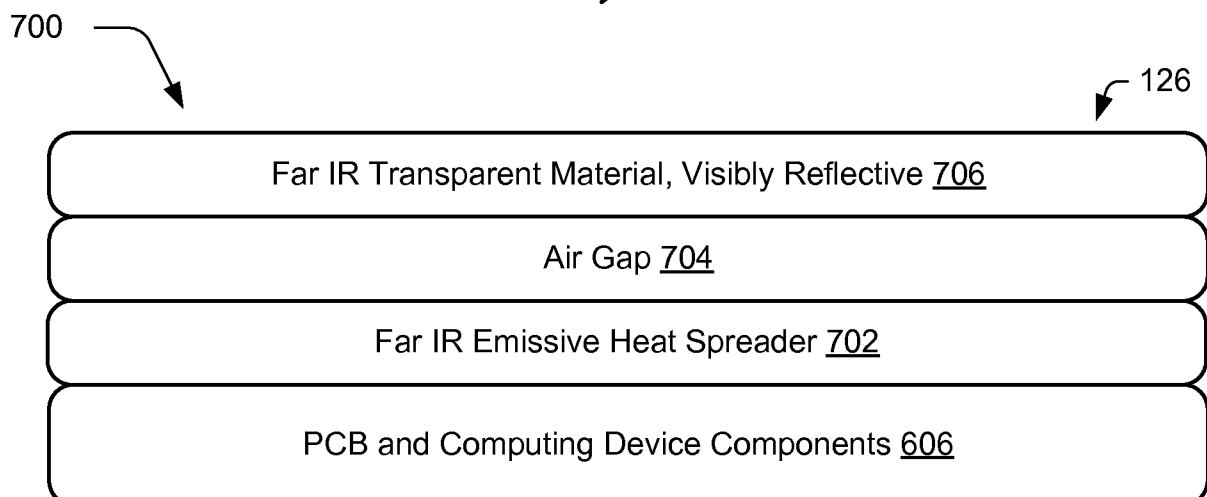 700
126
Far IR Transparent Material, Visibly Reflective 706
Air Gap 704
Far IR Emissive Heat Spreader 702
PCB and Computing Device Components 606